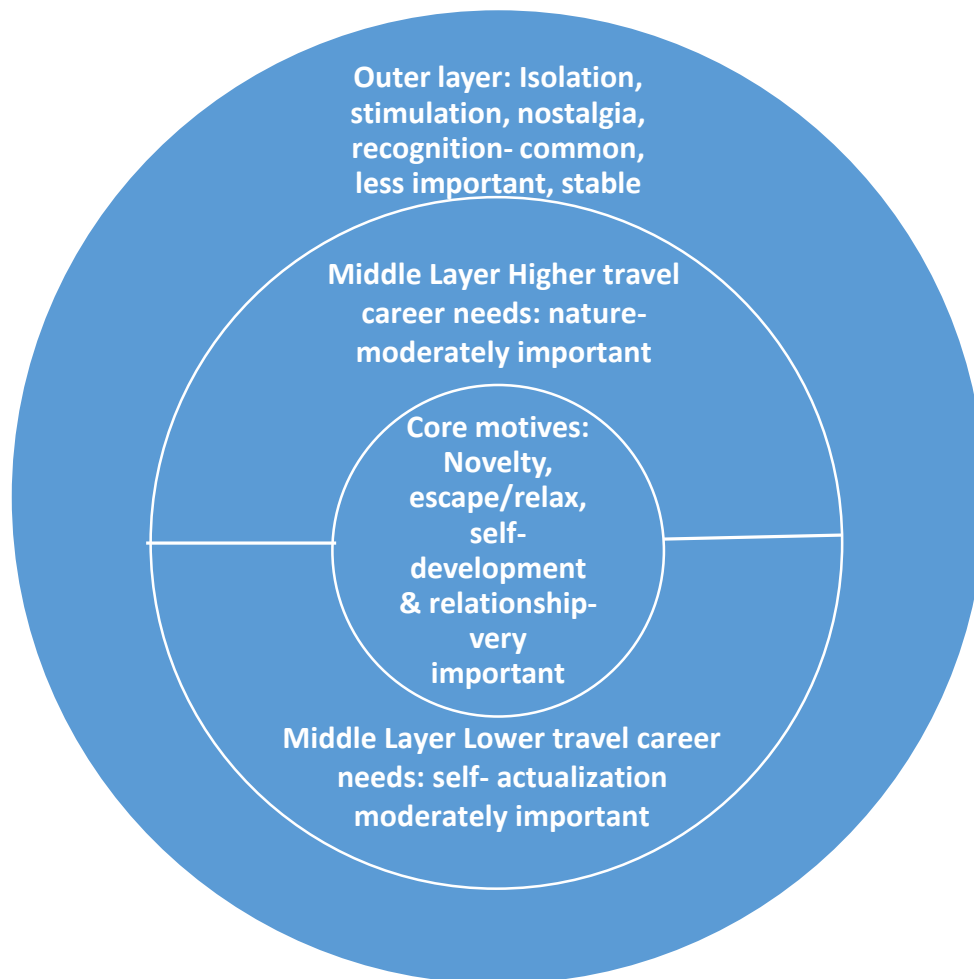 Outer layer: Isolation,
stimulation, nostalgia,
recognition- common,
less important, stable
Middle Layer Higher travel
career needs: nature-
moderately important
Core motives:
Novelty,
escape/relax,
self-
development
& relationship-
very
important
Middle Layer Lower travel career
needs: self- actualization
moderately important